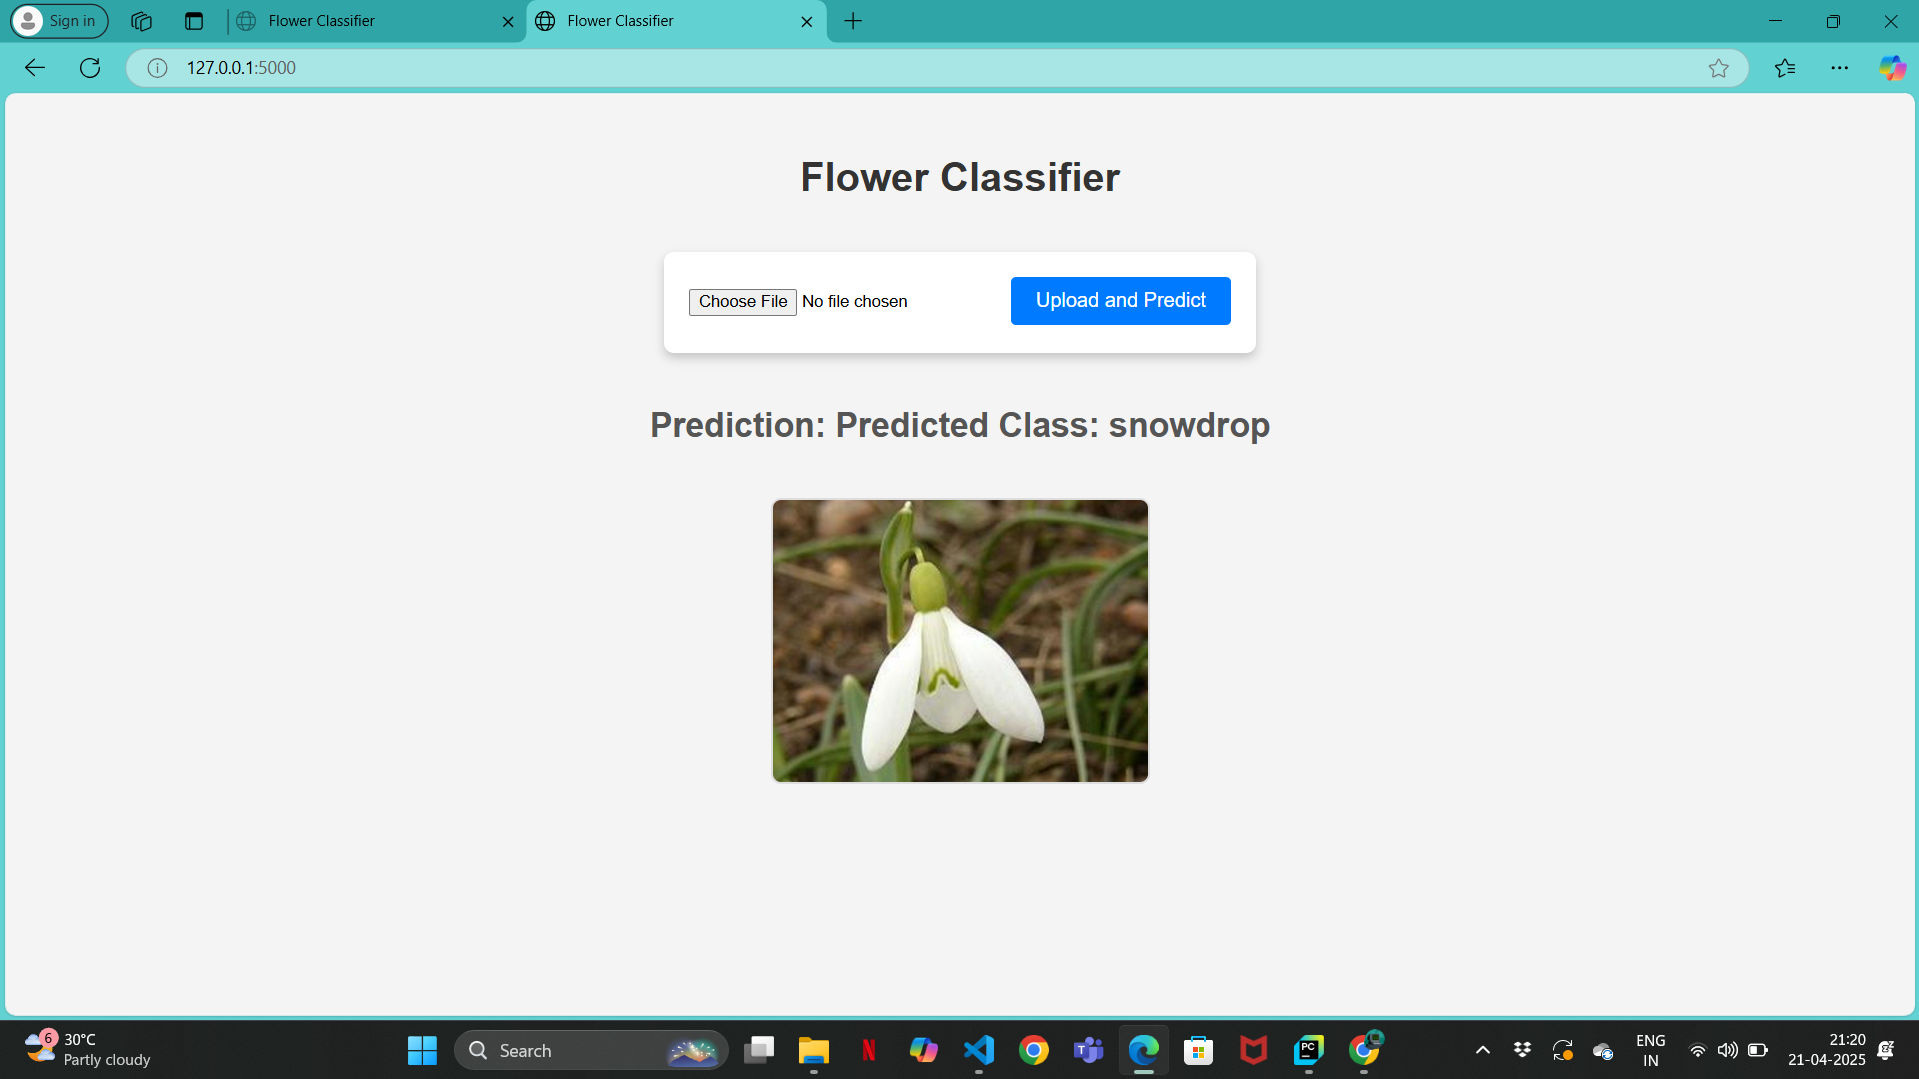 Sign in
Flower Classifier
Flower Classifier
127.0.0.1:5000
Flower Classifier
Choose File No file chosen
Upload and Predict
Prediction: Predicted Class: snowdrop
6
30°C
Partly cloudy
Search
N
T
PC
ENG
IN
21:20
21-04-2025